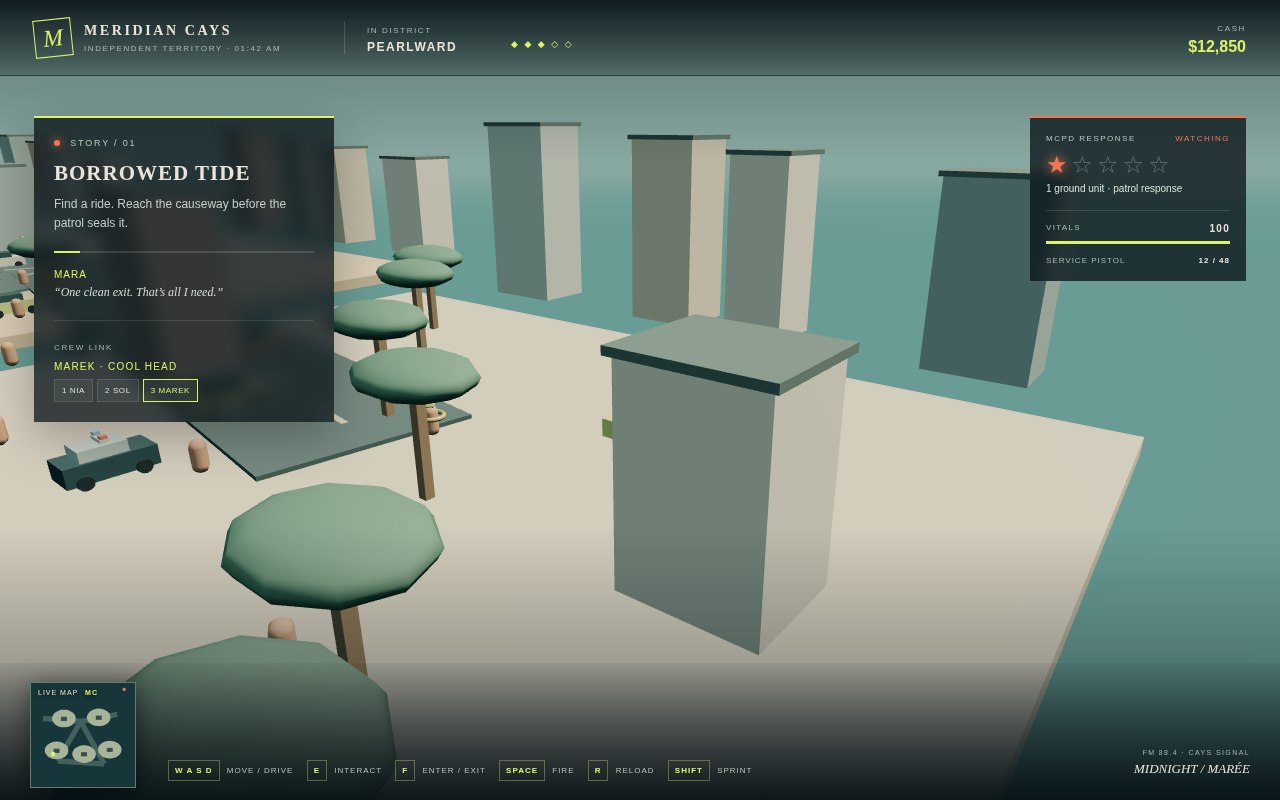 M
MERIDIAN CAYS
INDEPENDENT TERRITORY · 01:42 AM
IN DISTRICT
PEARLWARD
CASH
$12,850
STORY / 01
BORROWED TIDE
Find a ride. Reach the causeway before the
patrol seals it.
MARA
“One clean exit. That’s all I need.”
CREW LINK
MAREK · COOL HEAD
1 NIA 2 SOL 3 MAREK
MCPD RESPONSE WATCHING
1 ground unit · patrol response
VITALS 100
SERVICE PISTOL 12 / 48
LIVE MAP MC
W A S D MOVE / DRIVE E INTERACT F ENTER / EXIT SPACE FIRE R RELOAD SHIFT SPRINT
FM 88.4 · CAYS SIGNAL
MIDNIGHT / MARÉE